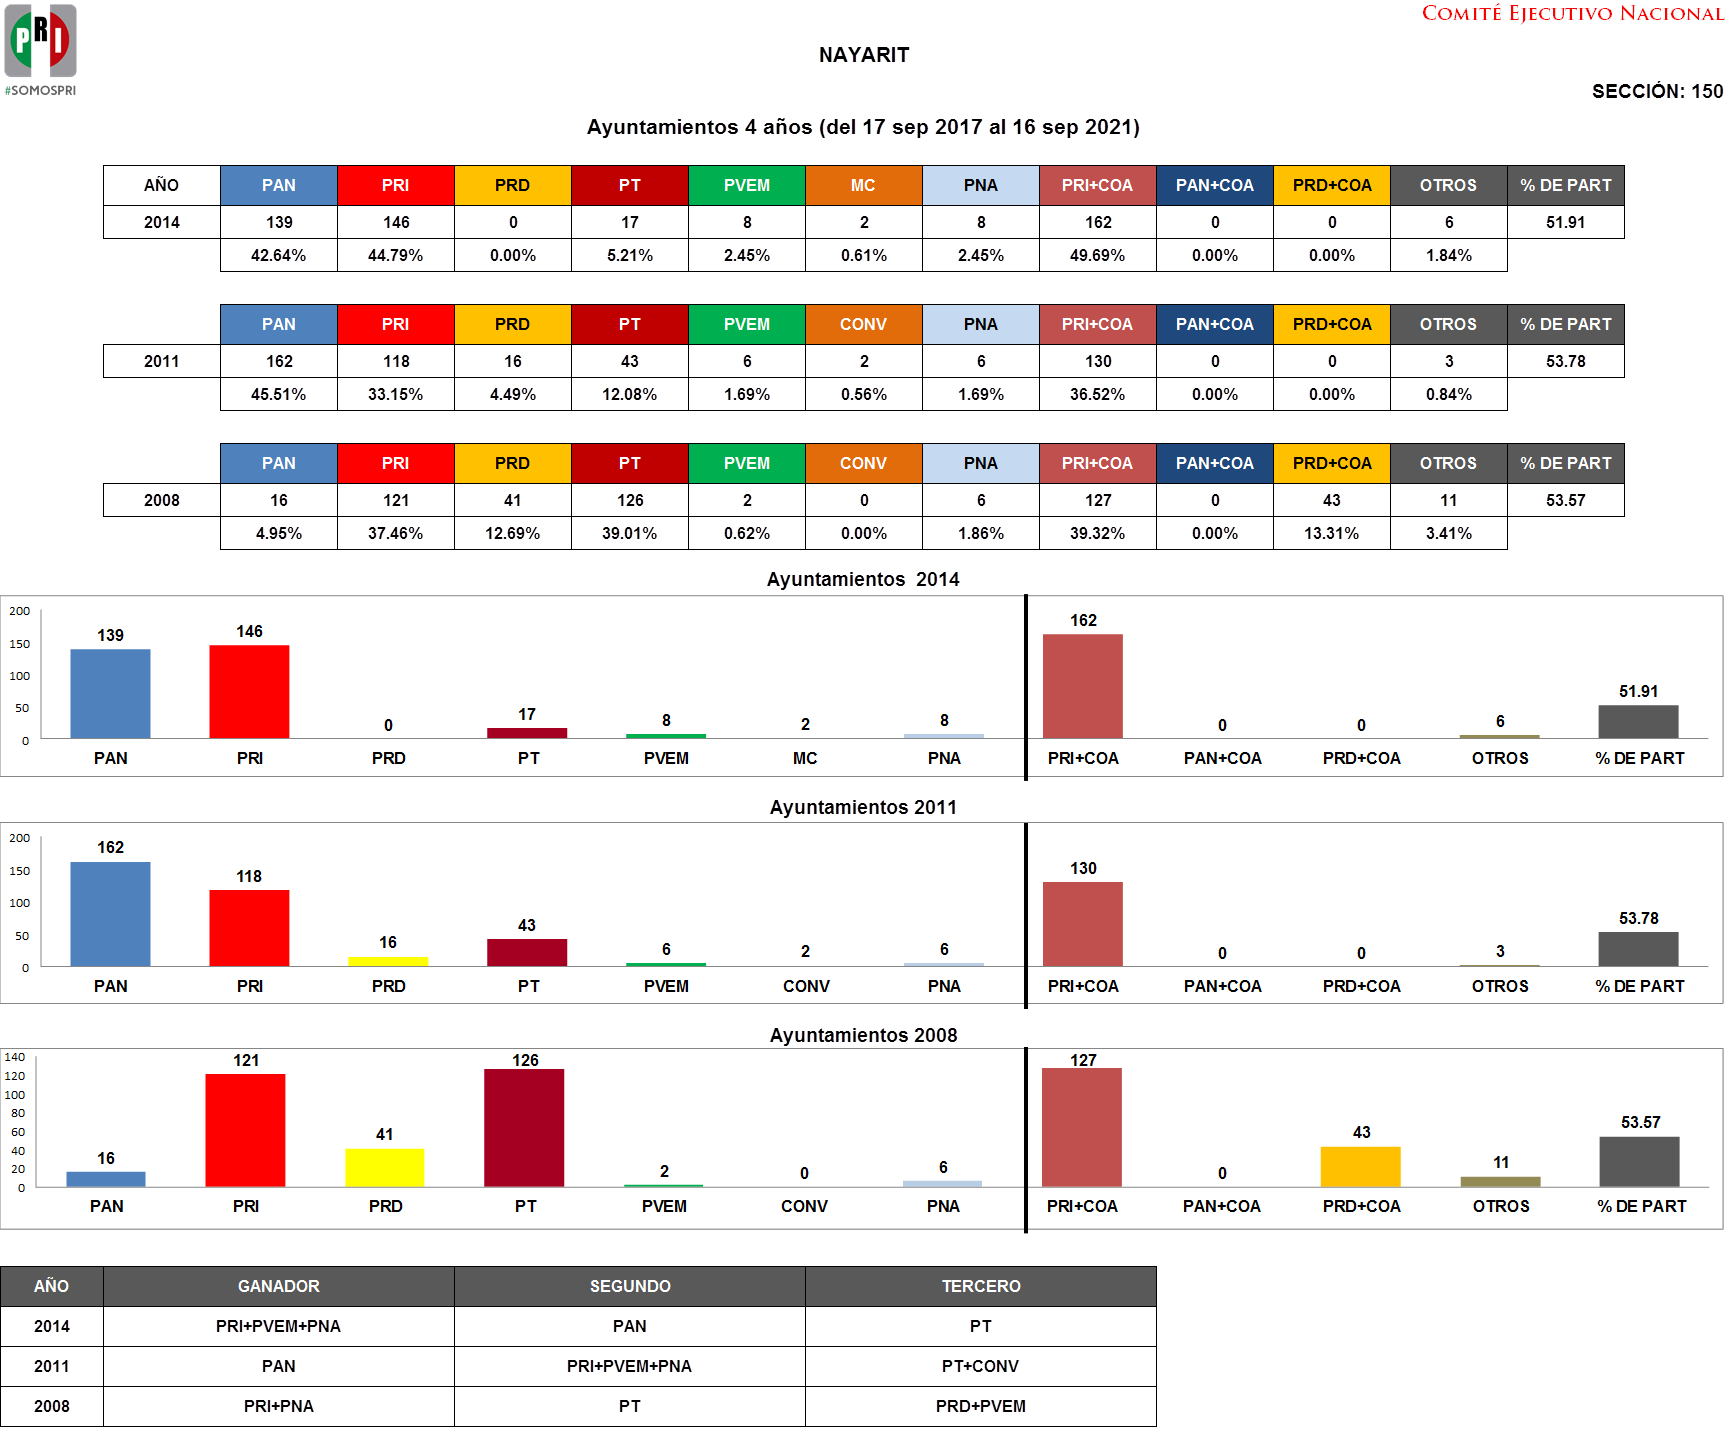 PRI
#SOMOSPRI
COMITÉ EJECUTIVO NACIONAL
NAYARIT
SECCIÓN: 150
Ayuntamientos 4 años (del 17 sep 2017 al 16 sep 2021)
AÑO PAN PRI PRD PT PVEM MC PNA PRI+COA PAN+COA PRD+COA OTROS % DE PART
2014 139 146 0 17 8 2 8 162 0 0 6 51.91
42.64% 44.79% 0.00% 5.21% 2.45% 0.61% 2.45% 49.69% 0.00% 0.00% 1.84%
PAN PRI PRD PT PVEM CONV PNA PRI+COA PAN+COA PRD+COA OTROS % DE PART
2011 162 118 16 43 6 2 6 130 0 0 3 53.78
45.51% 33.15% 4.49% 12.08% 1.69% 0.56% 1.69% 36.52% 0.00% 0.00% 0.84%
PAN PRI PRD PT PVEM CONV PNA PRI+COA PAN+COA PRD+COA OTROS % DE PART
2008 16 121 41 126 2 0 6 127 0 43 11 53.57
4.95% 37.46% 12.69% 39.01% 0.62% 0.00% 1.86% 39.32% 0.00% 13.31% 3.41%
Ayuntamientos 2014
200
150
100
50
0
139 146 0 17 8 2 8 162 0 0 6 51.91
PAN PRI PRD PT PVEM MC PNA PRI+COA PAN+COA PRD+COA OTROS % DE PART
Ayuntamientos 2011
200
150
100
50
0
162 118 16 43 6 2 6 130 0 0 3 53.78
PAN PRI PRD PT PVEM CONV PNA PRI+COA PAN+COA PRD+COA OTROS % DE PART
Ayuntamientos 2008
140
120
100
80
60
40
20
0
16 121 41 126 2 0 6 127 0 43 11 53.57
PAN PRI PRD PT PVEM CONV PNA PRI+COA PAN+COA PRD+COA OTROS % DE PART
AÑO GANADOR SEGUNDO TERCERO
2014 PRI+PVEM+PNA PAN PT
2011 PAN PRI+PVEM+PNA PT+CONV
2008 PRI+PNA PT PRD+PVEM